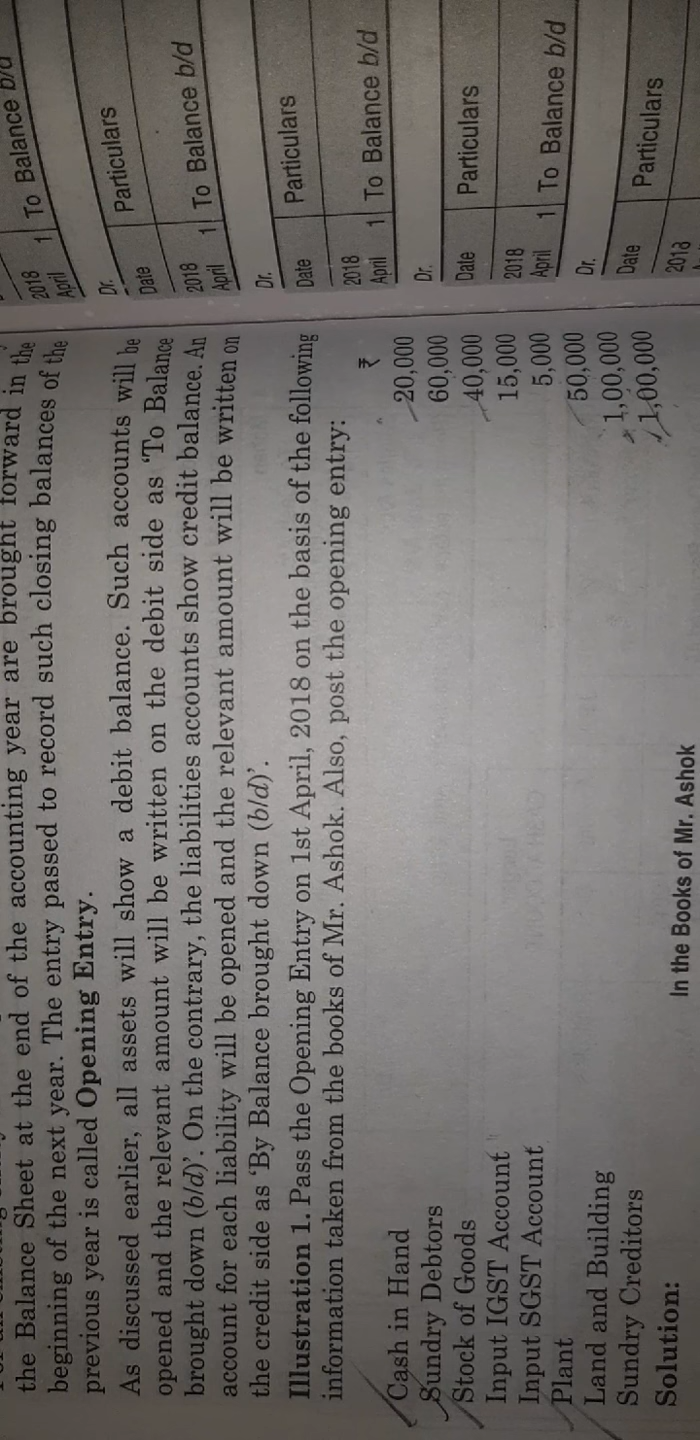 the Balance Sheet at the end of the accounting year are brought forward in the
beginning of the next year. The entry passed to record such closing balances of the
previous year is called Opening Entry.
As discussed earlier, all assets will show a debit balance. Such accounts will be
opened and the relevant amount will be written on the debit side as 'To Balance
brought down (b/d)'. On the contrary, the liabilities accounts show credit balance. An
account for each liability will be opened and the relevant amount will be written on
the credit side as 'By Balance brought down (b/d)'.
Illustration 1. Pass the Opening Entry on 1st April, 2018 on the basis of the following
information taken from the books of Mr. Ashok. Also, post the opening entry:
₹
Cash in Hand 20,000
Sundry Debtors 60,000
Stock of Goods 40,000
Input IGST Account 15,000
Input SGST Account 5,000
Plant 50,000
Land and Building 1,00,000
Sundry Creditors 1,00,000
Solution:
In the Books of Mr. Ashok
2018
April 1 To Balance b/d
Dr.
Date Particulars
2018
April 1 To Balance b/d
Dr.
Date Particulars
2018
April 1 To Balance b/d
Dr.
Date Particulars
2018
April 1 To Balance b/d
Dr.
Date Particulars
2018